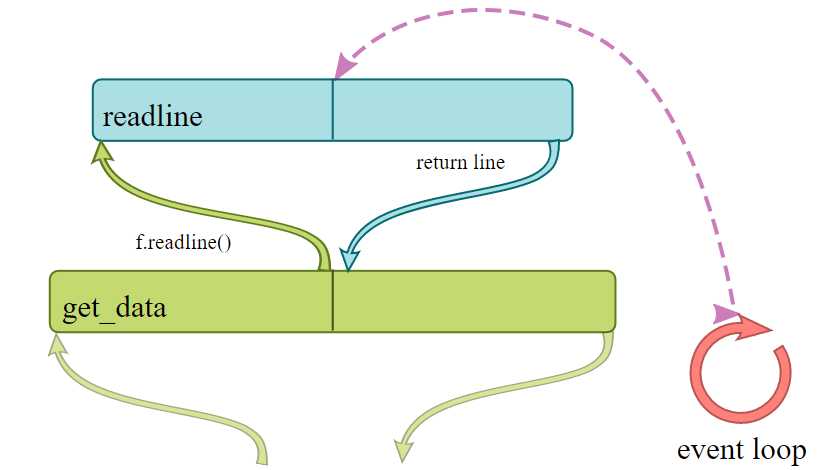 readline
return line
f.readline()
get_data
event loop